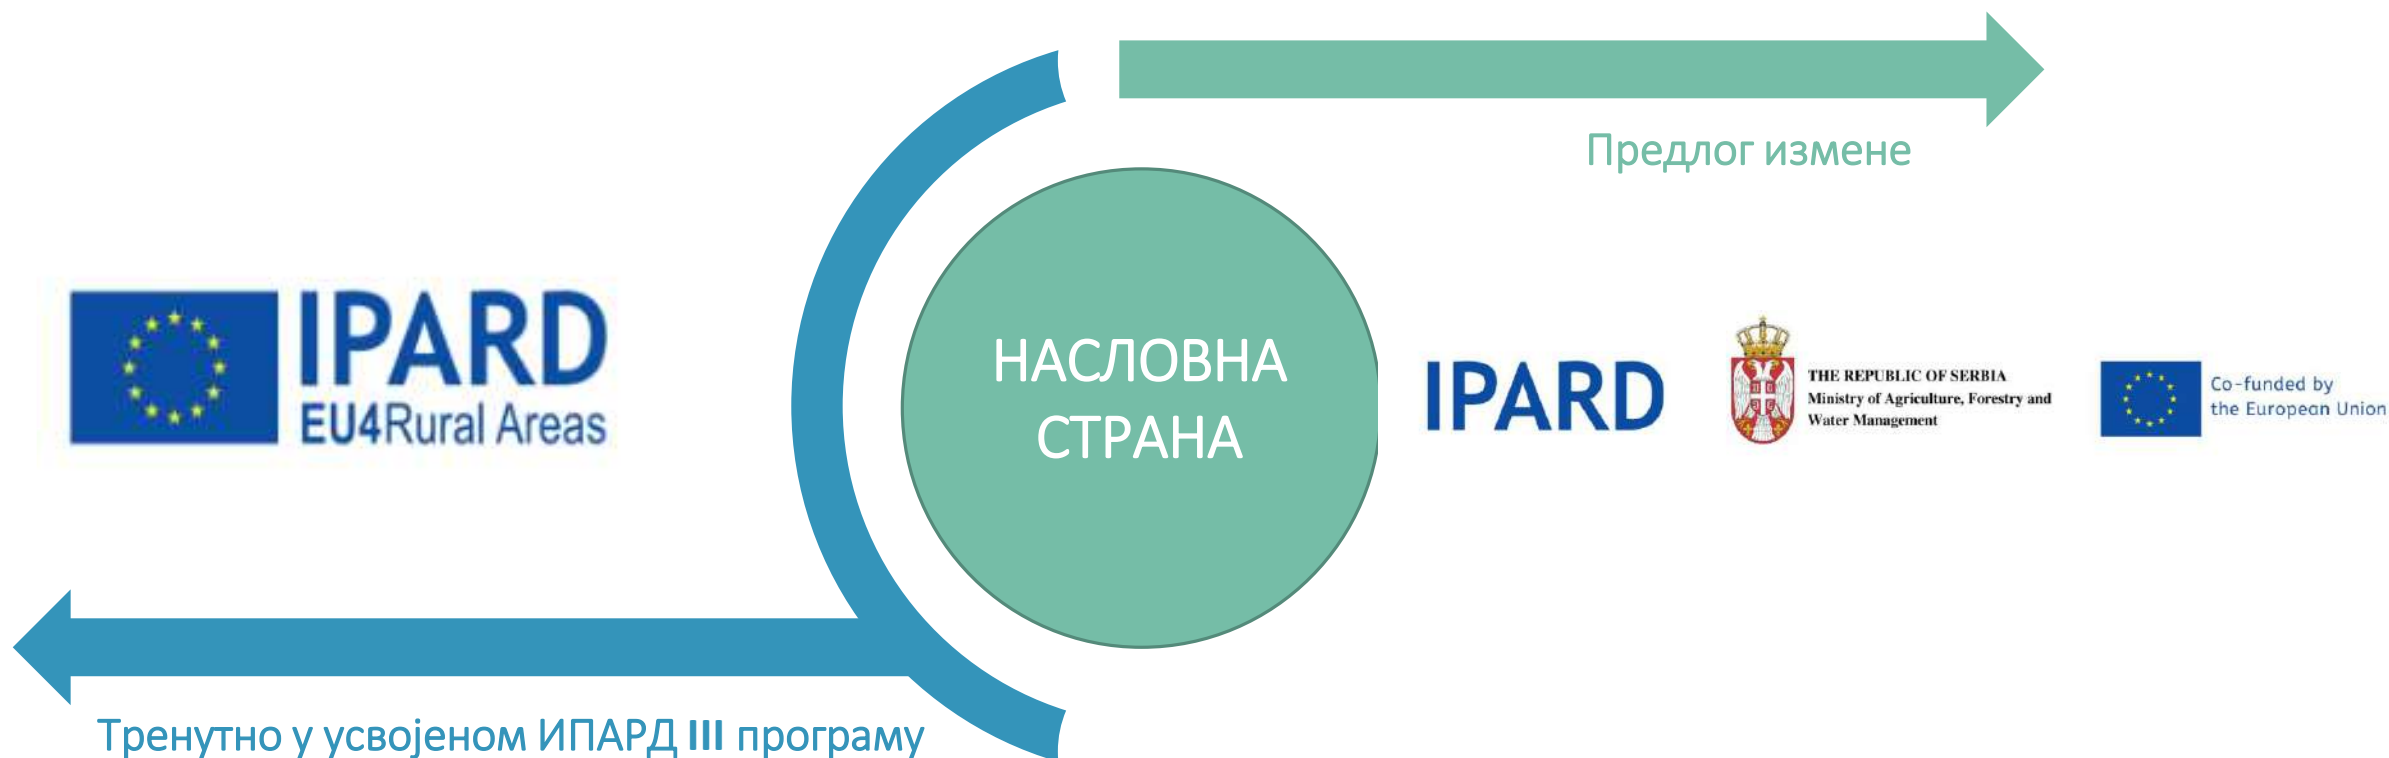 Предлог измене
IPARD
EU4Rural Areas
НАСЛОВНА
СТРАНА
IPARD
THE REPUBLIC OF SERBIA
Ministry of Agriculture, Forestry and
Water Management
Co-funded by
the European Union
Тренутно у усвојеном ИПАРД III програму